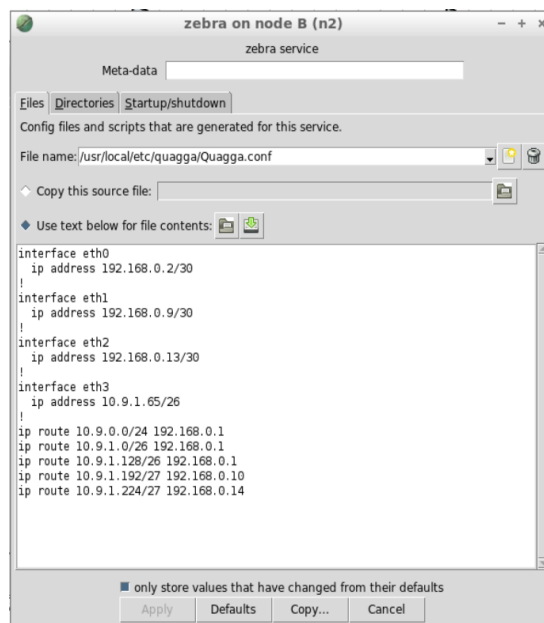 zebra on node B (n2)
zebra service
Meta-data
Files Directories Startup/shutdown
Config files and scripts that are generated for this service.
File name: /usr/local/etc/quagga/Quagga.conf
Copy this source file:
Use text below for file contents:
interface eth0
ip address 192.168.0.2/30
!
interface eth1
ip address 192.168.0.9/30
!
interface eth2
ip address 192.168.0.13/30
!
interface eth3
ip address 10.9.1.65/26
!
ip route 10.9.0.0/24 192.168.0.1
ip route 10.9.1.0/26 192.168.0.1
ip route 10.9.1.128/26 192.168.0.1
ip route 10.9.1.192/27 192.168.0.10
ip route 10.9.1.224/27 192.168.0.14
only store values that have changed from their defaults
Apply Defaults Copy... Cancel